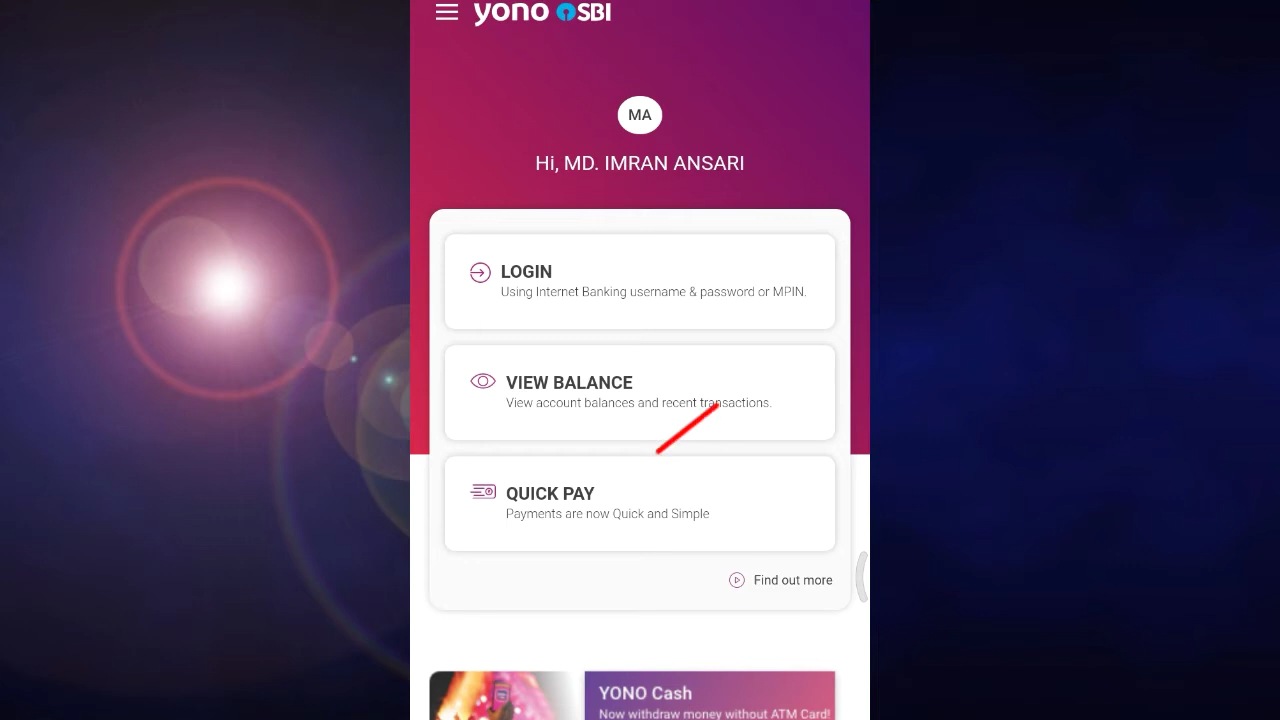 yono SBI
MA
Hi, MD. IMRAN ANSARI
LOGIN
Using Internet Banking username & password or MPIN.
VIEW BALANCE
View account balances and recent transactions.
QUICK PAY
Payments are now Quick and Simple
Find out more
YONO Cash
Now withdraw money without ATM Card!